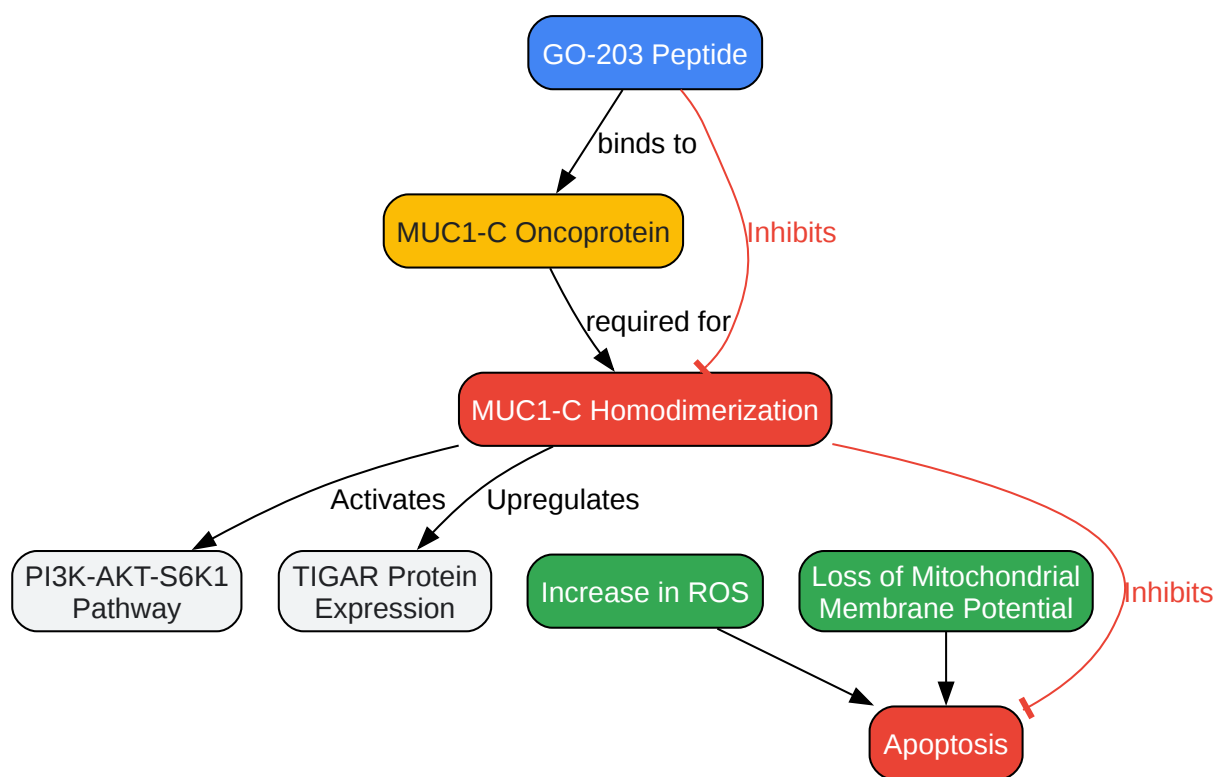 GO-203 Peptide
binds to
MUC1-C Oncoprotein
Inhibits
required for
MUC1-C Homodimerization
Activates
Upregulates
PI3K-AKT-S6K1
Pathway
TIGAR Protein
Expression
Increase in ROS
Loss of Mitochondrial
Membrane Potential
Inhibits
Apoptosis